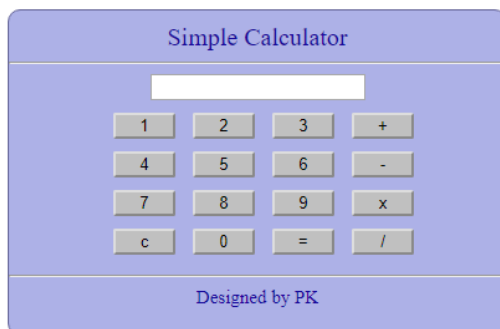 Simple Calculator
1 2 3 +
4 5 6 -
7 8 9 x
c 0 = /
Designed by PK